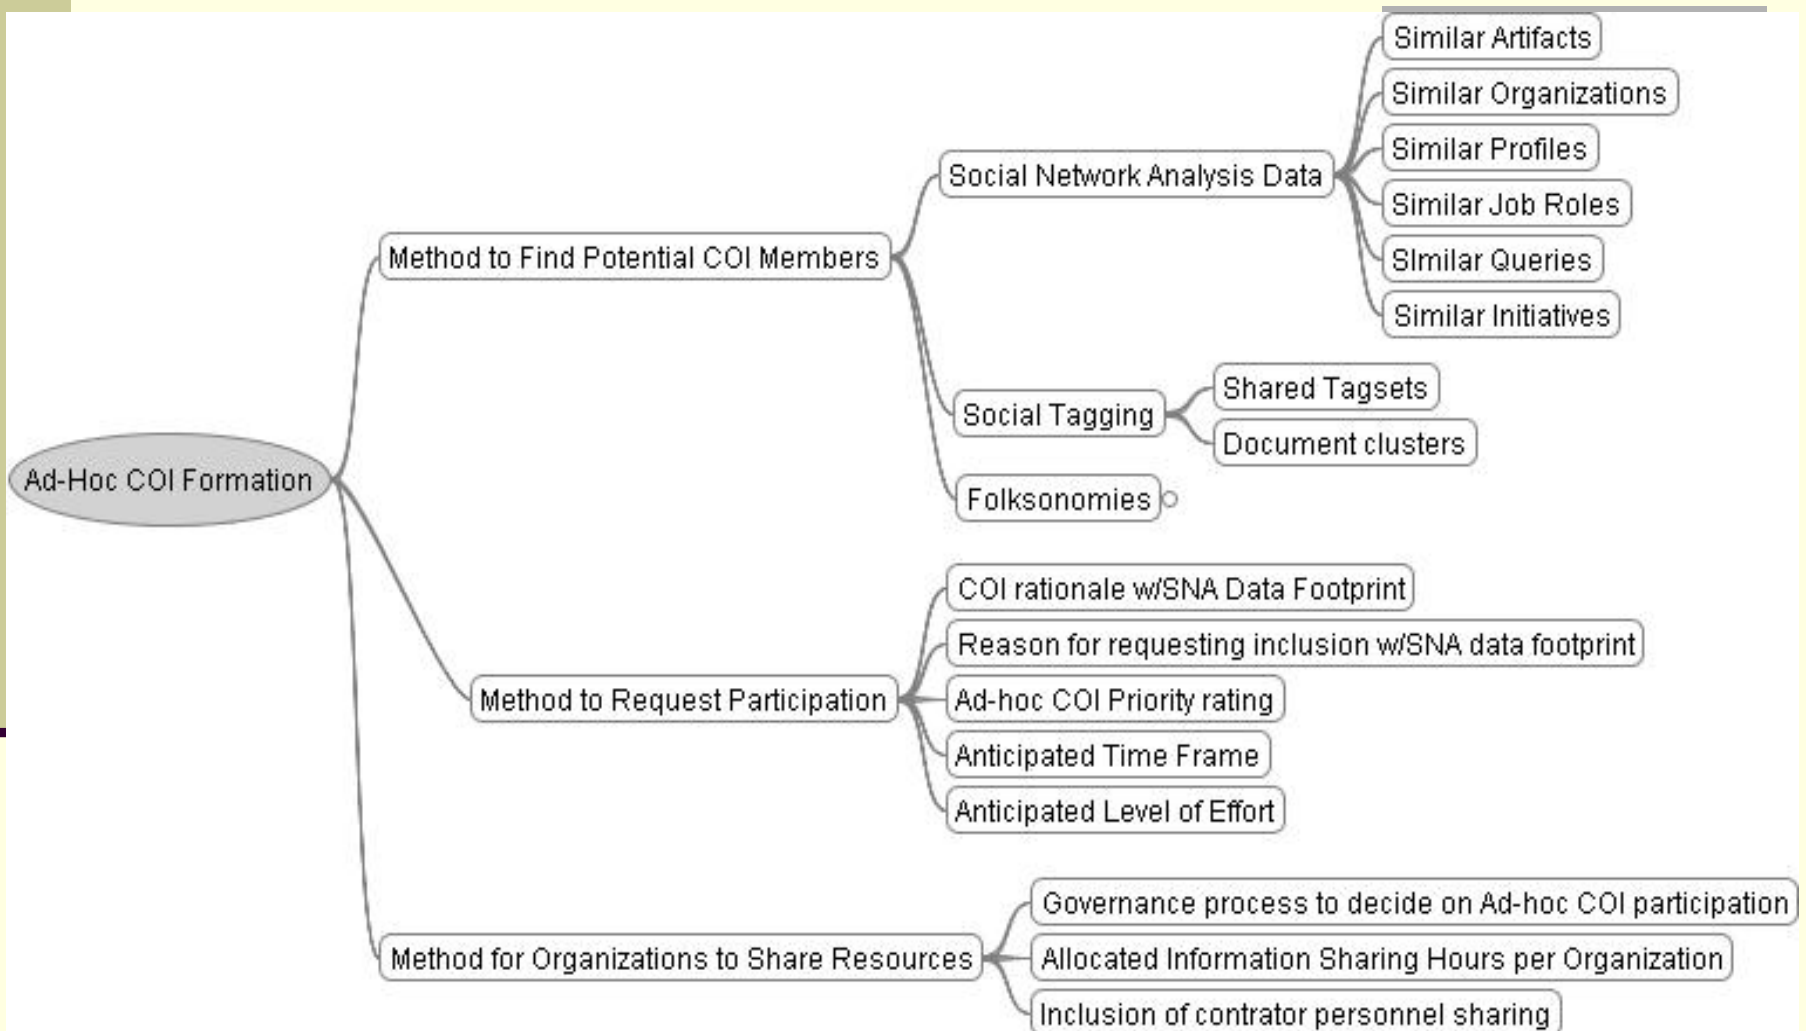 Ad-Hoc COI Formation
Method to Find Potential COI Members
Social Network Analysis Data
Similar Artifacts
Similar Organizations
Similar Profiles
Similar Job Roles
SImilar Queries
Similar Initiatives
Social Tagging
Shared Tagsets
Document clusters
Folksonomies
Method to Request Participation
COI rationale w/SNA Data Footprint
Reason for requesting inclusion w/SNA data footprint
Ad-hoc COI Priority rating
Anticipated Time Frame
Anticipated Level of Effort
Method for Organizations to Share Resources
Governance process to decide on Ad-hoc COI participation
Allocated Information Sharing Hours per Organization
Inclusion of contrator personnel sharing